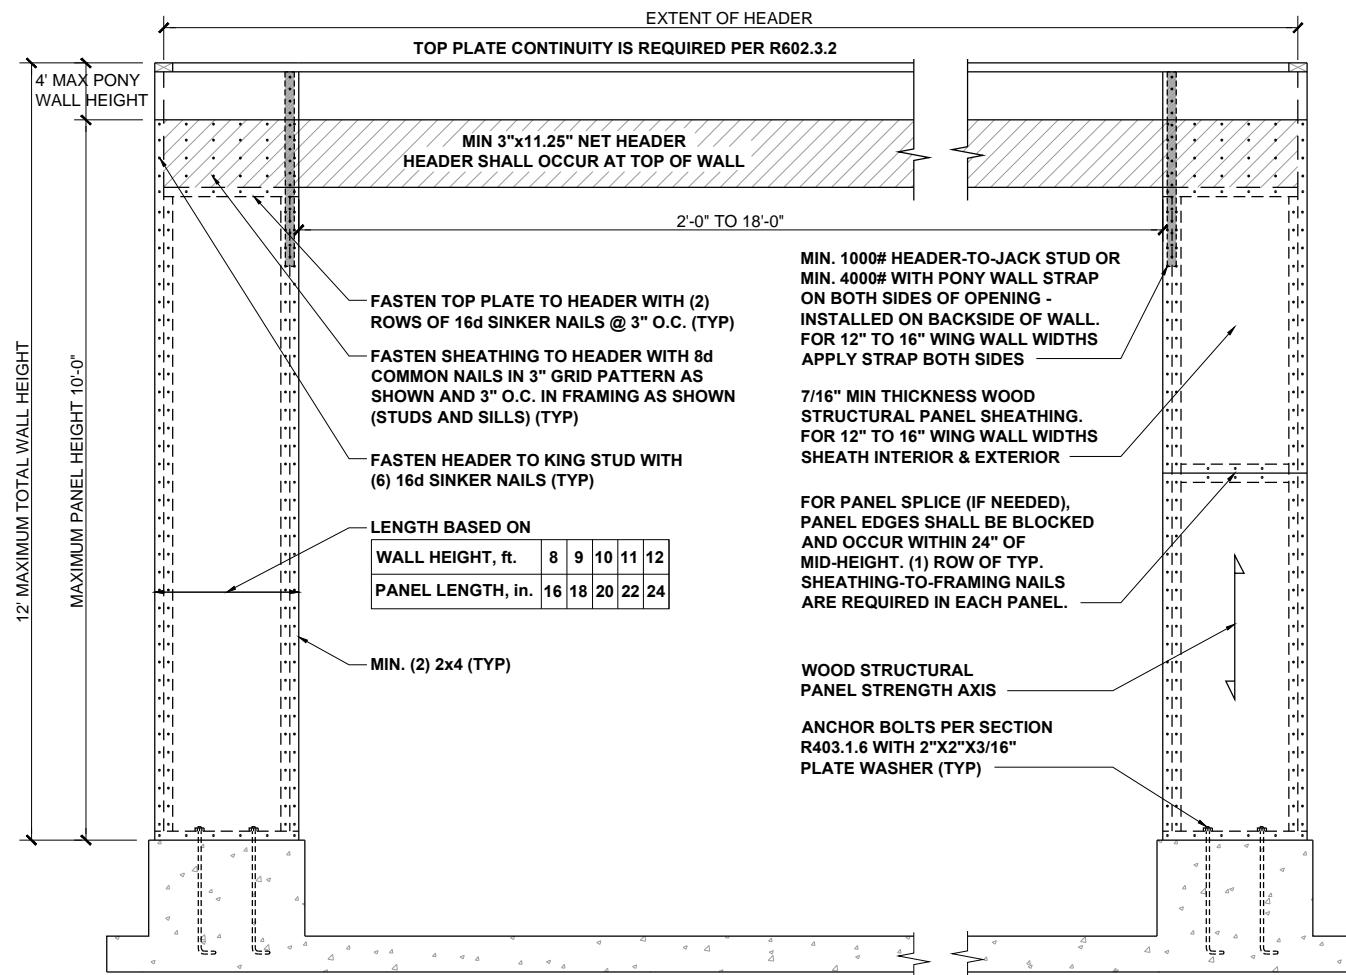 EXTENT OF HEADER
TOP PLATE CONTINUITY IS REQUIRED PER R602.3.2
4' MAX PONY
WALL HEIGHT
MIN 3"x11.25" NET HEADER
HEADER SHALL OCCUR AT TOP OF WALL
2'-0" TO 18'-0"
12' MAXIMUM TOTAL WALL HEIGHT
MAXIMUM PANEL HEIGHT 10'-0"
FASTEN TOP PLATE TO HEADER WITH (2)
ROWS OF 16d SINKER NAILS @ 3" O.C. (TYP)
FASTEN SHEATHING TO HEADER WITH 8d
COMMON NAILS IN 3" GRID PATTERN AS
SHOWN AND 3" O.C. IN FRAMING AS SHOWN
(STUDS AND SILLS) (TYP)
FASTEN HEADER TO KING STUD WITH
(6) 16d SINKER NAILS (TYP)
LENGTH BASED ON
WALL HEIGHT, ft. 8 9 10 11 12
PANEL LENGTH, in. 16 18 20 22 24
MIN. (2) 2x4 (TYP)
MIN. 1000# HEADER-TO-JACK STUD OR
MIN. 4000# WITH PONY WALL STRAP
ON BOTH SIDES OF OPENING -
INSTALLED ON BACKSIDE OF WALL.
FOR 12" TO 16" WING WALL WIDTHS
APPLY STRAP BOTH SIDES
7/16" MIN THICKNESS WOOD
STRUCTURAL PANEL SHEATHING.
FOR 12" TO 16" WING WALL WIDTHS
SHEATH INTERIOR & EXTERIOR
FOR PANEL SPLICE (IF NEEDED),
PANEL EDGES SHALL BE BLOCKED
AND OCCUR WITHIN 24" OF
MID-HEIGHT. (1) ROW OF TYP.
SHEATHING-TO-FRAMING NAILS
ARE REQUIRED IN EACH PANEL.
WOOD STRUCTURAL
PANEL STRENGTH AXIS
ANCHOR BOLTS PER SECTION
R403.1.6 WITH 2"X2"X3/16"
PLATE WASHER (TYP)